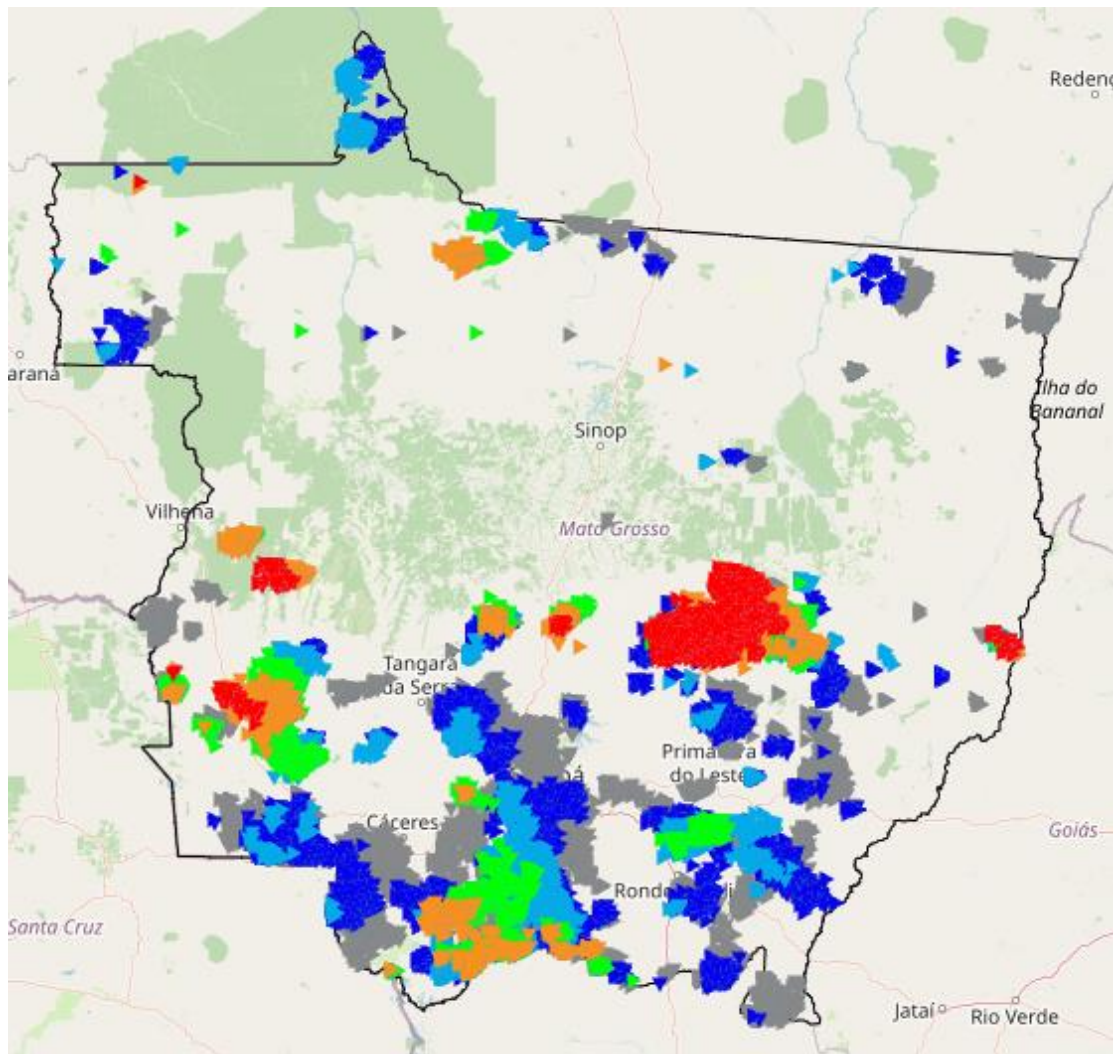 Redenç
arana
Ilha do
Bananal
Sinop
Vilhena
Mato Grosso
Tangará
da Serra
Primavera
do Leste
Cáceres
Goiás
Santa Cruz
Jataí
Rio Verde